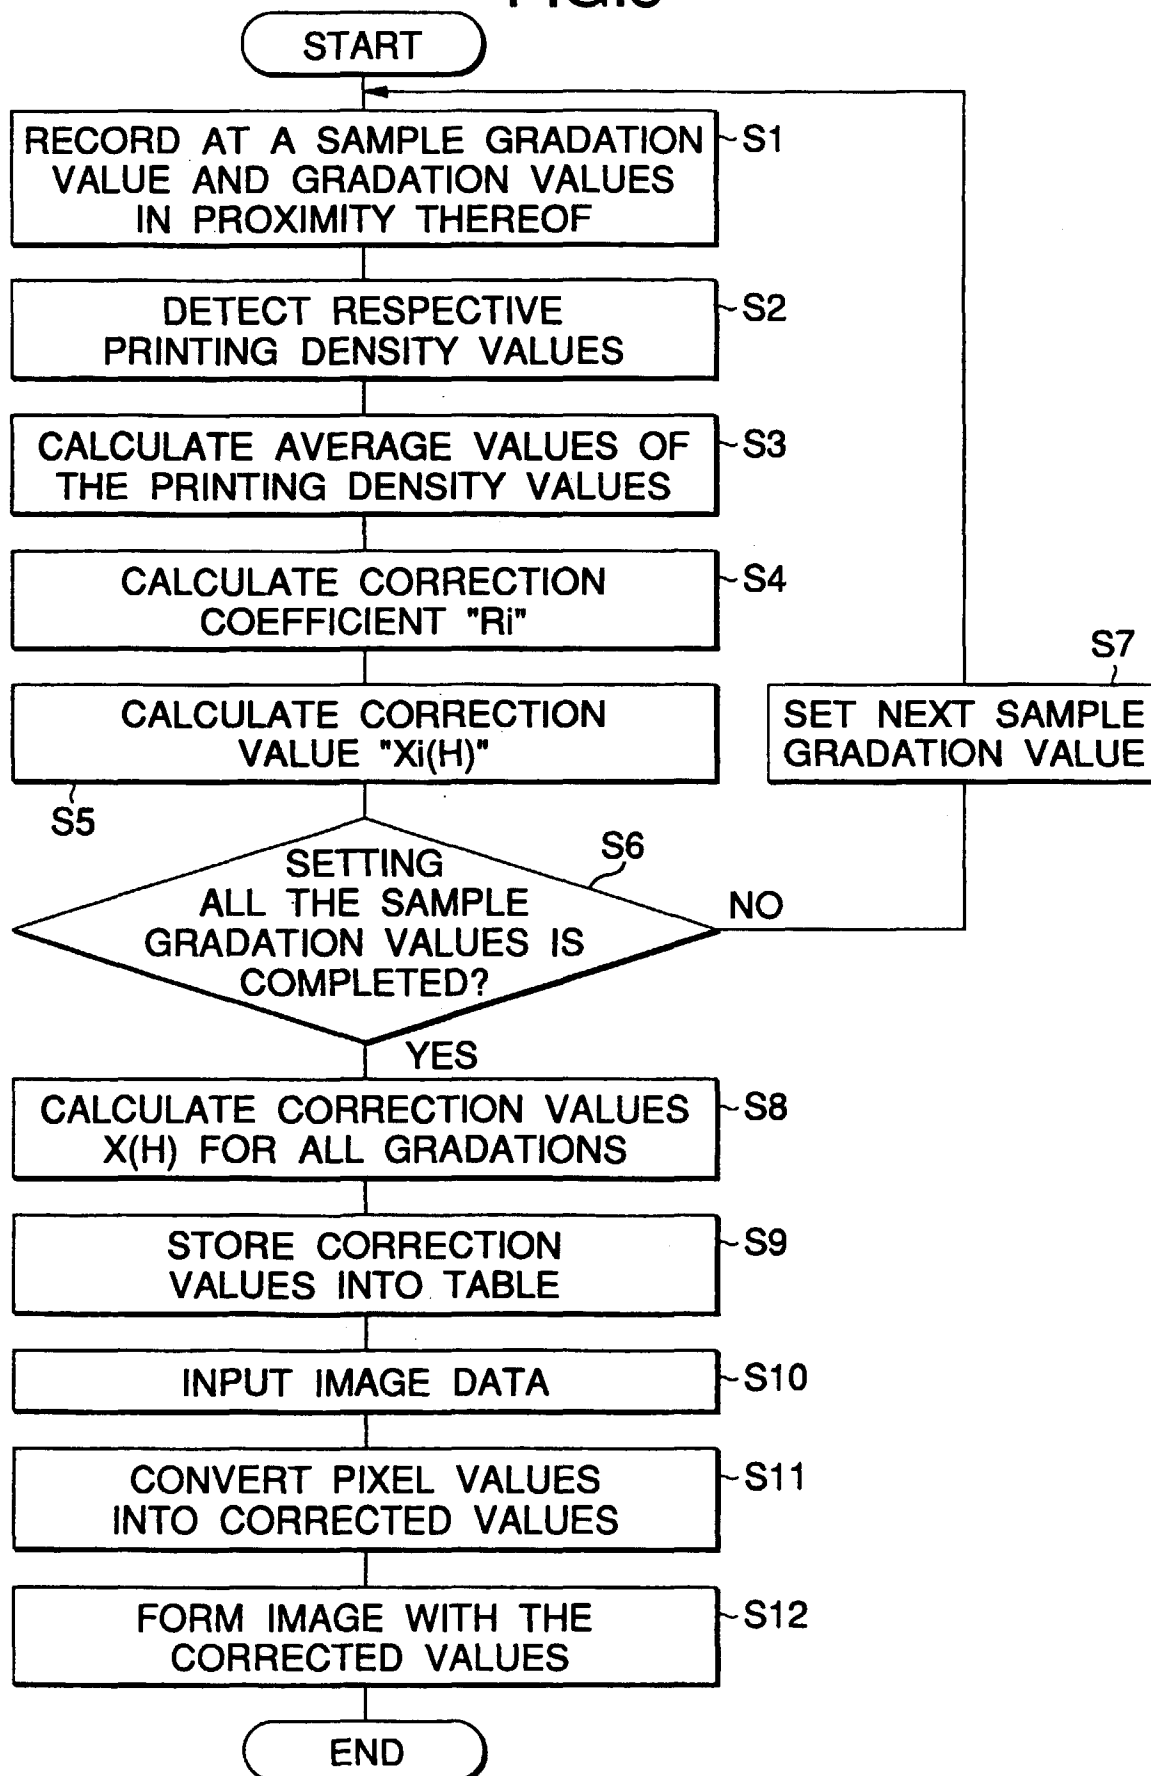 START
RECORD AT A SAMPLE GRADATION
VALUE AND GRADATION VALUES
IN PROXIMITY THEREOF
S1
DETECT RESPECTIVE
PRINTING DENSITY VALUES
S2
CALCULATE AVERAGE VALUES OF
THE PRINTING DENSITY VALUES
S3
CALCULATE CORRECTION
COEFFICIENT "Ri"
S4
CALCULATE CORRECTION
VALUE "Xi(H)"
S5
SETTING
ALL THE SAMPLE
GRADATION VALUES IS
COMPLETED?
S6
NO
S7
SET NEXT SAMPLE
GRADATION VALUE
YES
CALCULATE CORRECTION VALUES
X(H) FOR ALL GRADATIONS
S8
STORE CORRECTION
VALUES INTO TABLE
S9
INPUT IMAGE DATA
S10
CONVERT PIXEL VALUES
INTO CORRECTED VALUES
S11
FORM IMAGE WITH THE
CORRECTED VALUES
S12
END